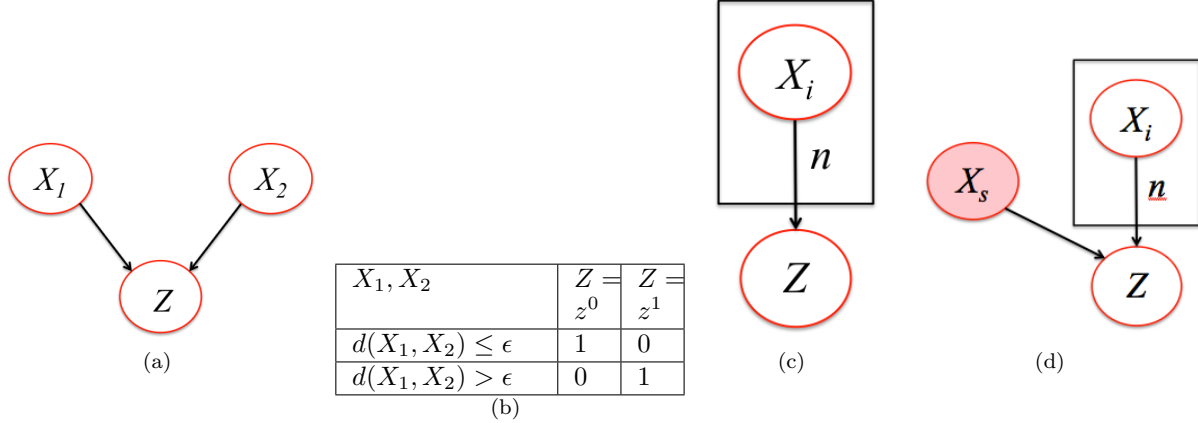 X₁
X₂
Z
(a)
X₁, X₂
Z = z⁰
Z = z¹
d(X₁, X₂) ≤ ϵ
1
0
d(X₁, X₂) > ϵ
0
1
(b)
Xᵢ
n
Z
(c)
Xₛ
Xᵢ
n
Z
(d)